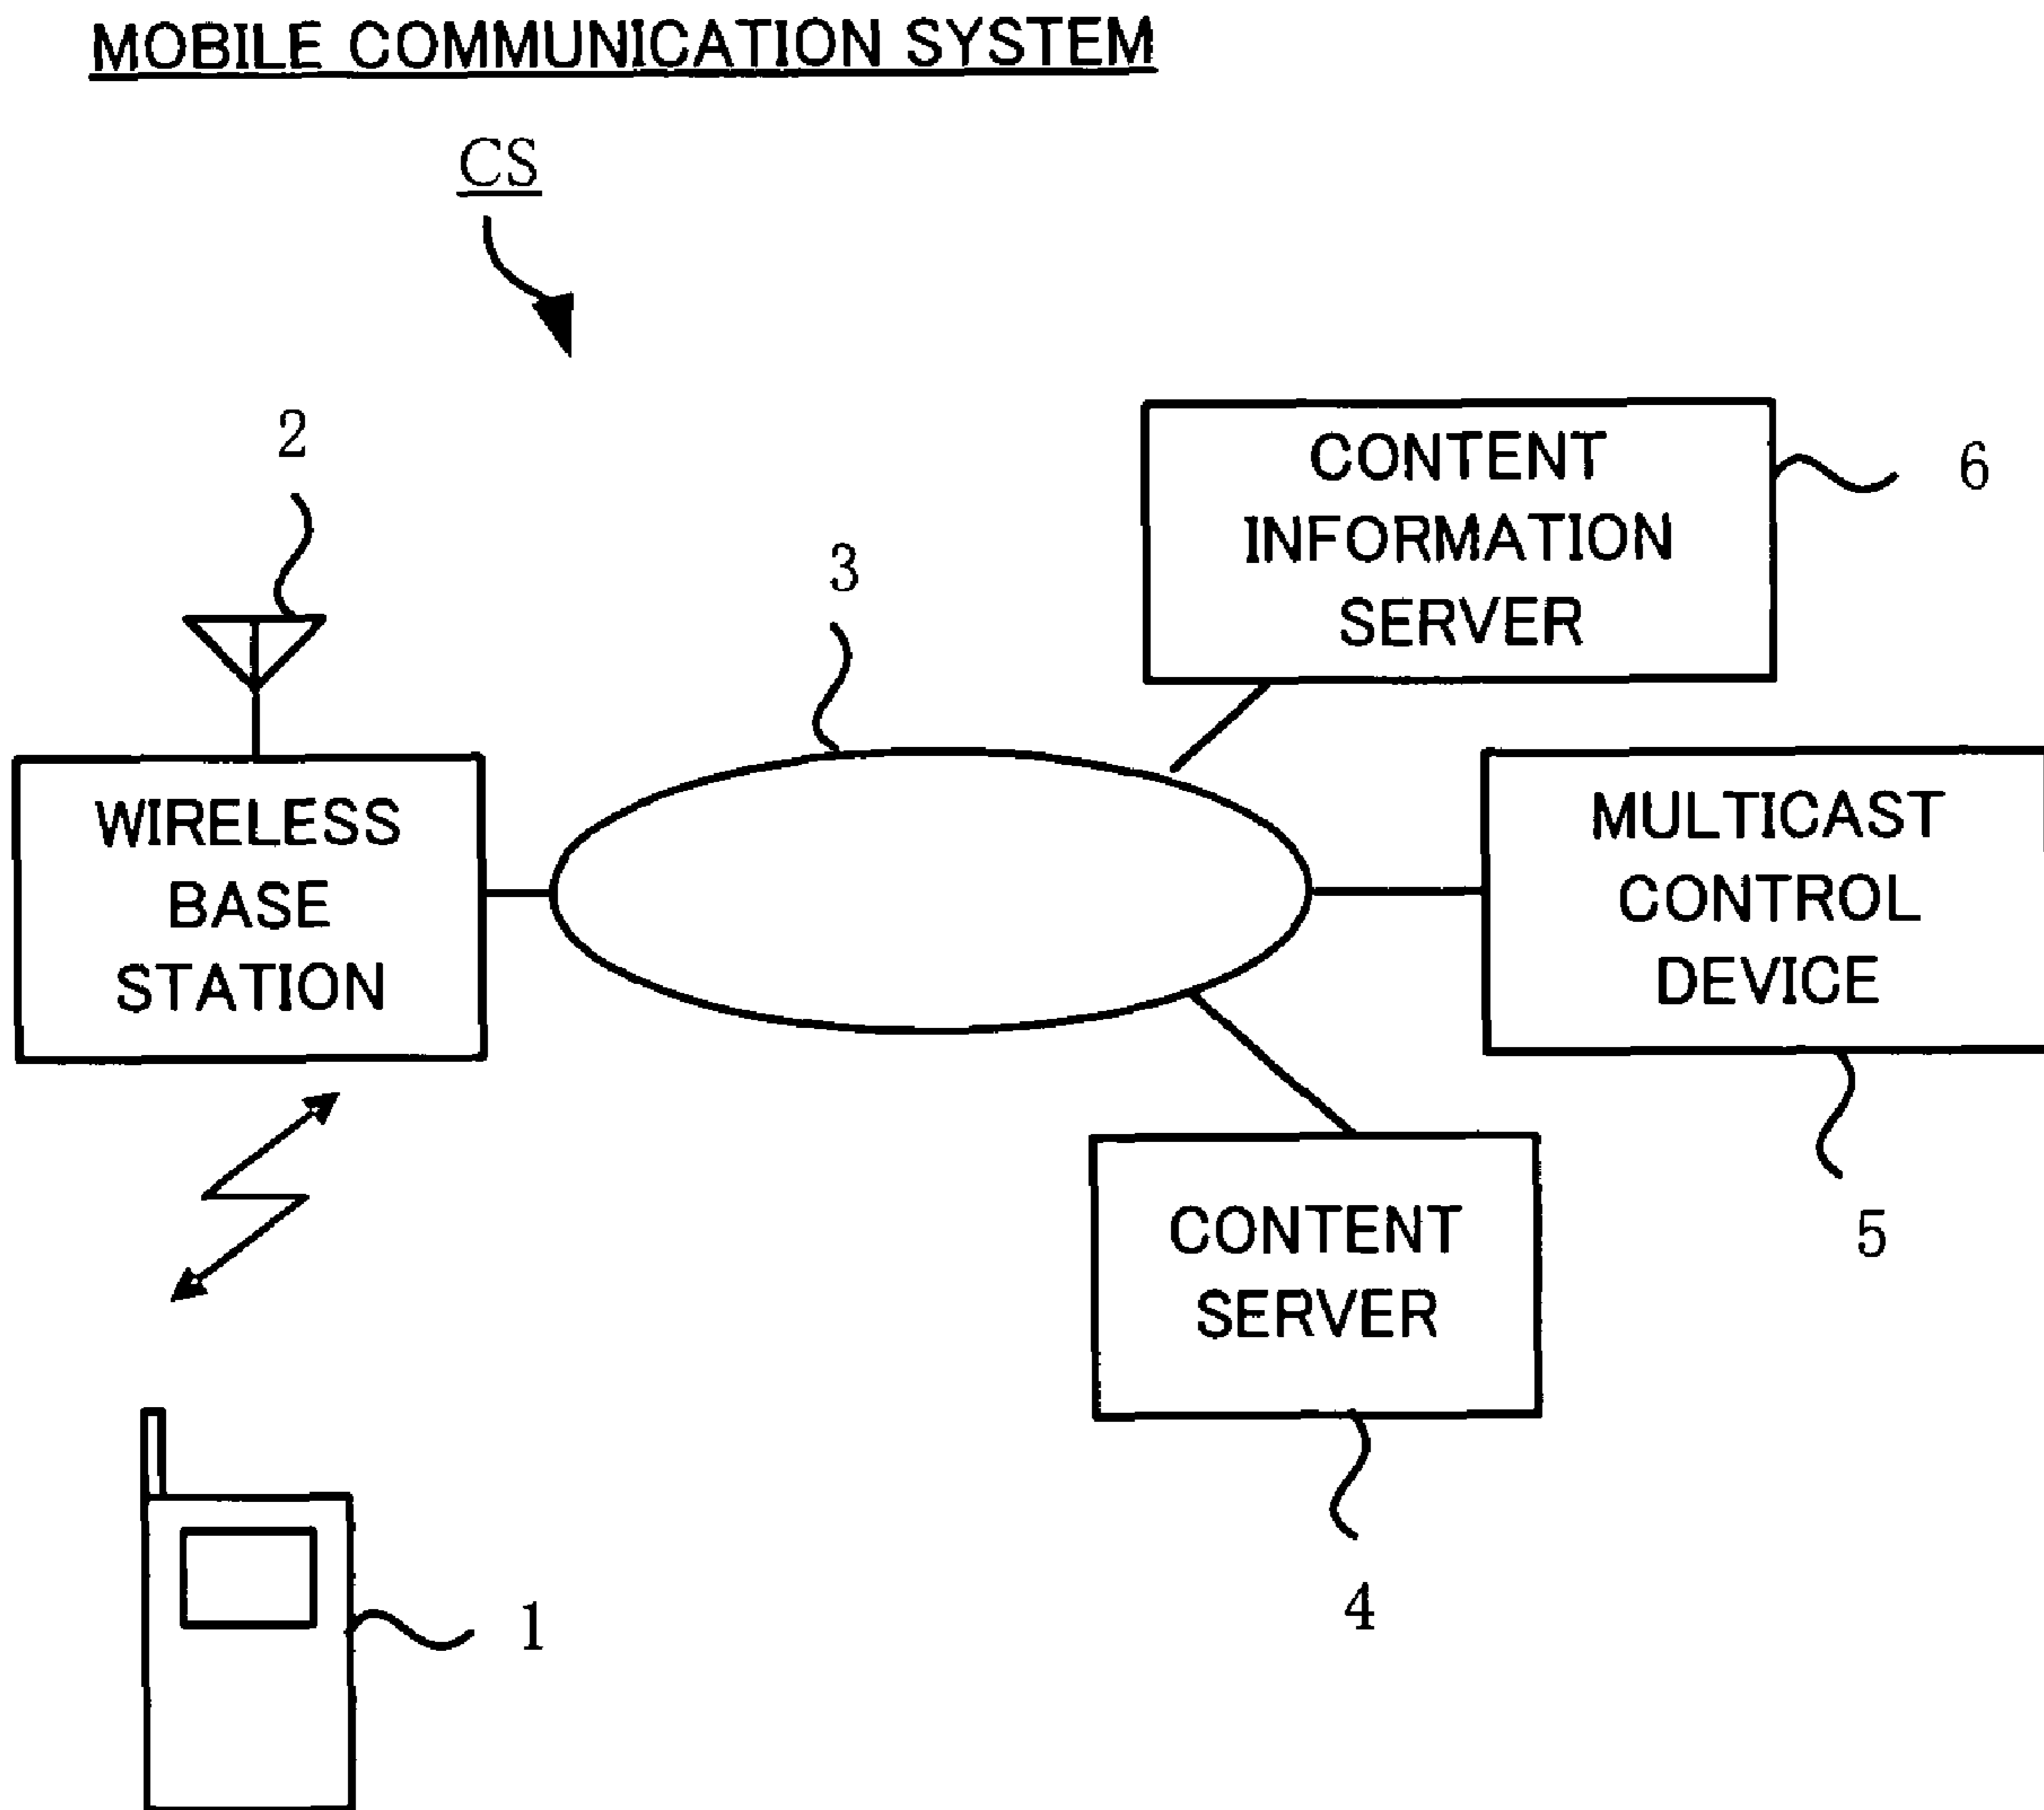 MOBILE COMMUNICATION SYSTEM
CS
2
3
CONTENT
INFORMATION
SERVER
6
WIRELESS
BASE
STATION
MULTICAST
CONTROL
DEVICE
5
CONTENT
SERVER
4
1